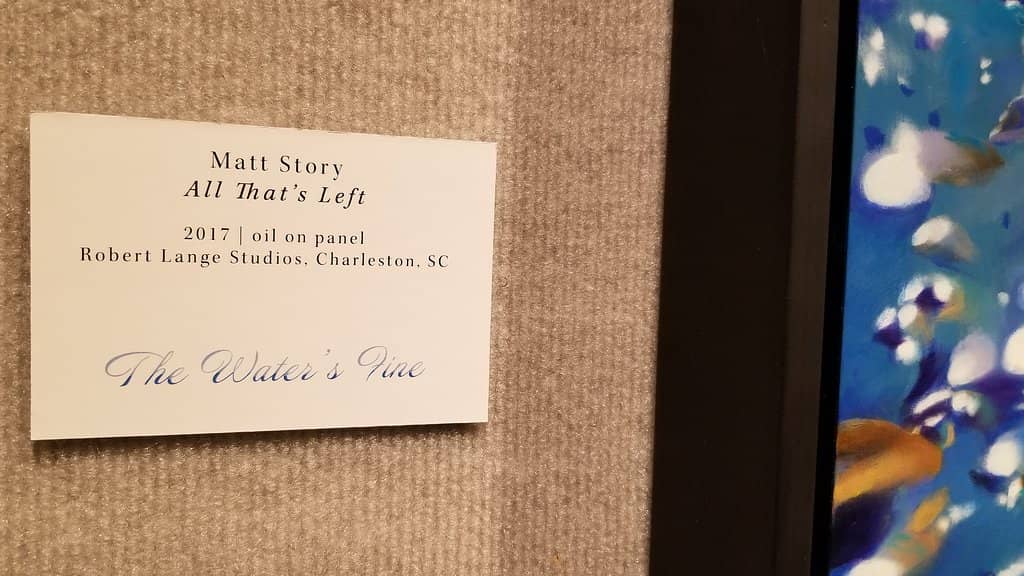 Matt Story
All That's Left
2017 | oil on panel
Robert Lange Studios, Charleston, SC
The Water's Fine